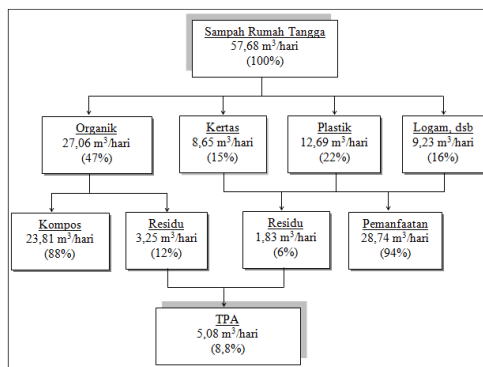 Sampah Rumah Tangga
57,68 m³/hari
(100%)
Organik
27,06 m³/hari
(47%)
Kertas
8,65 m³/hari
(15%)
Plastik
12,69 m³/hari
(22%)
Logam, dsb
9,23 m³/hari
(16%)
Kompos
23,81 m³/hari
(88%)
Residu
3,25 m³/hari
(12%)
Residu
1,83 m³/hari
(6%)
Pemanfaatan
28,74 m³/hari
(94%)
TPA
5,08 m³/hari
(8,8%)